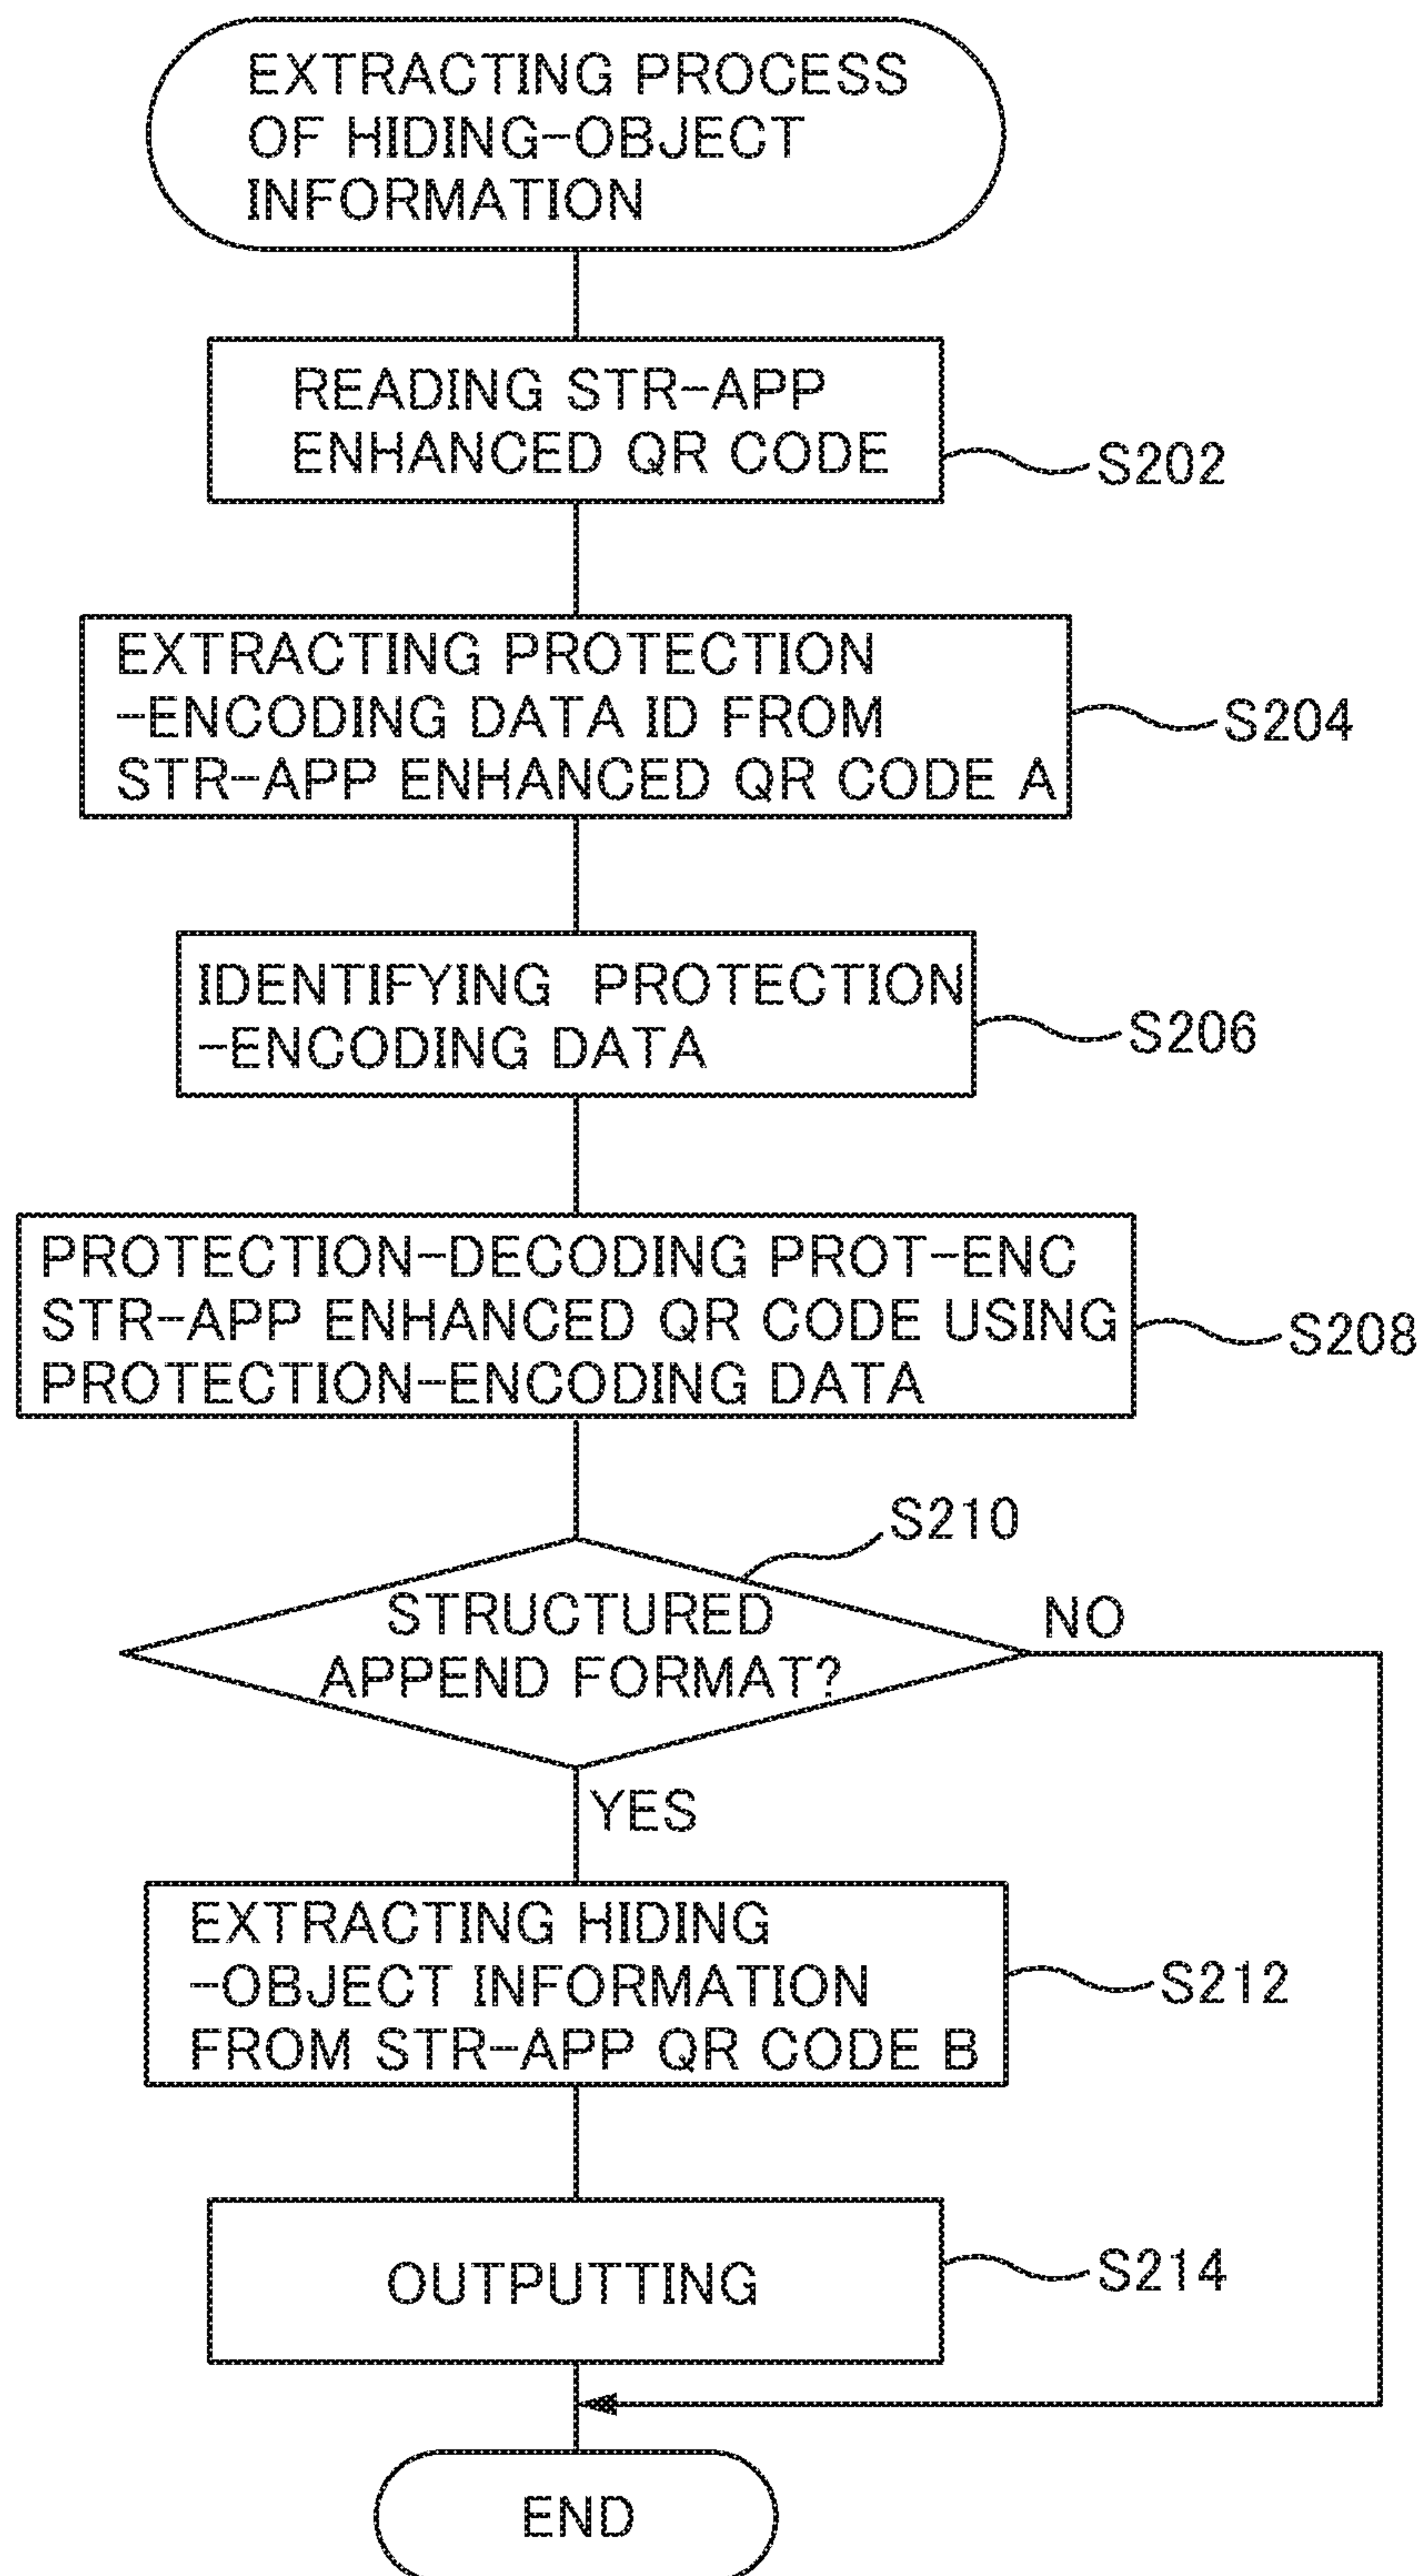 EXTRACTING PROCESS
OF HIDING-OBJECT
INFORMATION
READING STR-APP
ENHANCED QR CODE
S202
EXTRACTING PROTECTION
-ENCODING DATA ID FROM
STR-APP ENHANCED QR CODE A
S204
IDENTIFYING PROTECTION
-ENCODING DATA
S206
PROTECTION-DECODING PROT-ENC
STR-APP ENHANCED QR CODE USING
PROTECTION-ENCODING DATA
S208
S210
STRUCTURED
APPEND FORMAT?
NO
YES
EXTRACTING HIDING
-OBJECT INFORMATION
FROM STR-APP QR CODE B
S212
OUTPUTTING
S214
END